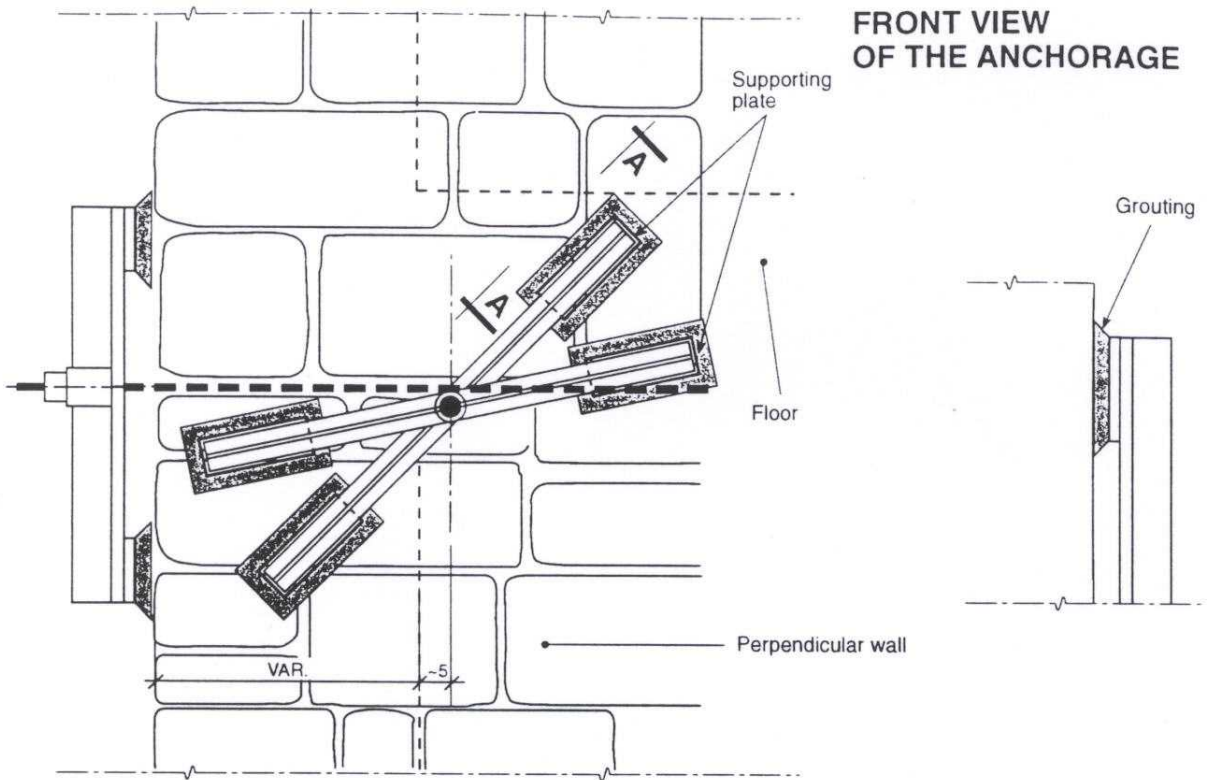 FRONT VIEW
OF THE ANCHORAGE
Supporting
plate
A
A
Grouting
Floor
Perpendicular wall
VAR.
~5